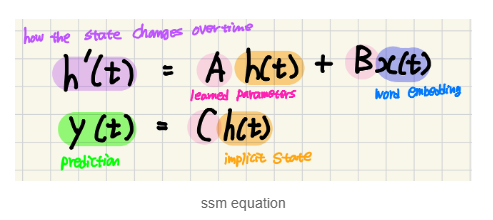 how the state changes over time
h'(t) = A h(t) + Bx(t)
learned parameters word embedding
y(t) = C h(t)
prediction implicit state
ssm equation